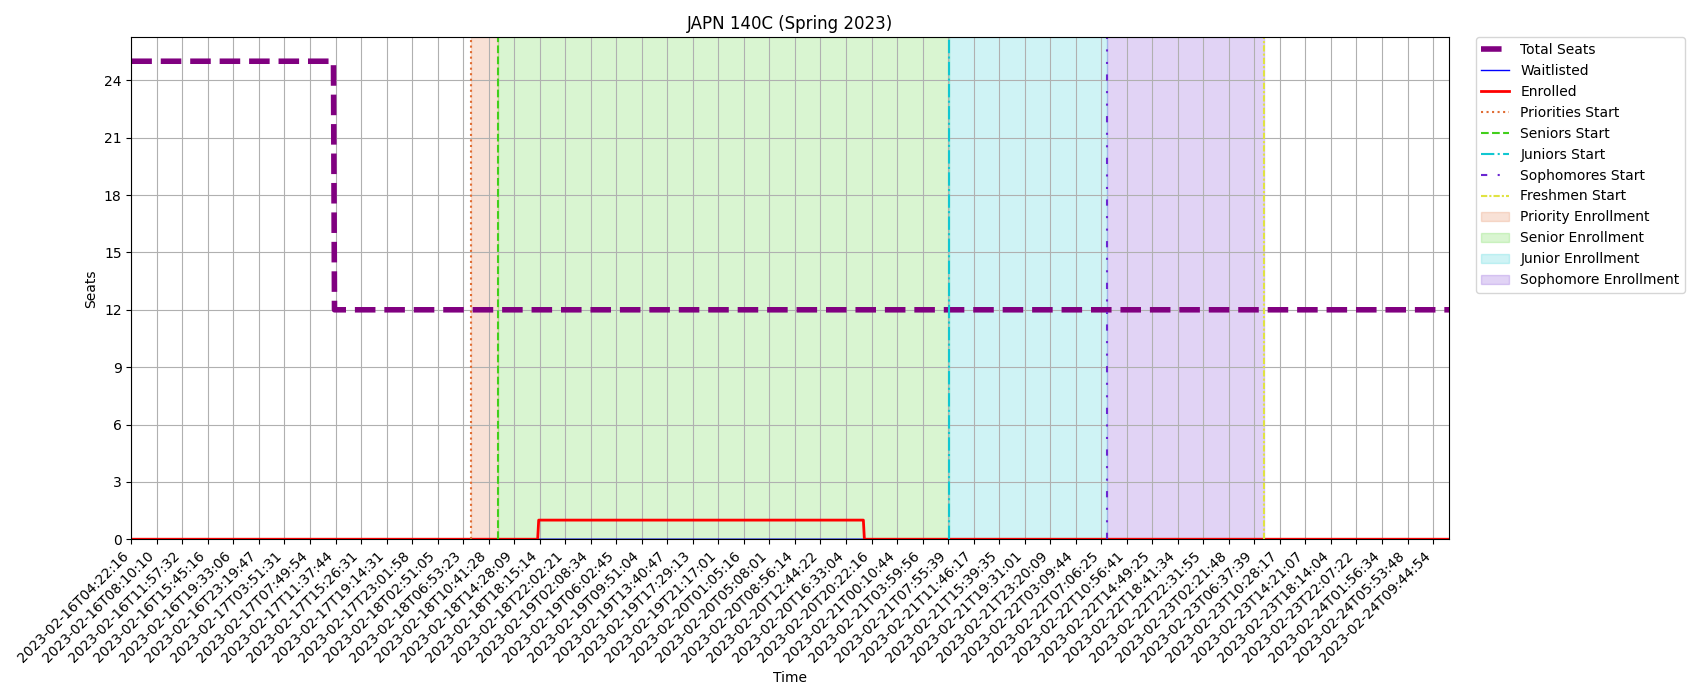 JAPN 140C (Spring 2023)
Seats
24
21
18
15
12
9
6
3
0
2023-02-16T04:22:16
2023-02-16T08:10:10
2023-02-16T11:57:32
2023-02-16T15:45:16
2023-02-16T19:33:06
2023-02-16T23:19:47
2023-02-17T03:51:31
2023-02-17T07:49:54
2023-02-17T11:37:44
2023-02-17T15:26:31
2023-02-17T19:14:31
2023-02-17T23:01:58
2023-02-18T02:51:05
2023-02-18T06:53:23
2023-02-18T10:41:28
2023-02-18T14:28:09
2023-02-18T18:15:14
2023-02-18T22:02:21
2023-02-19T02:08:34
2023-02-19T06:02:45
2023-02-19T09:51:04
2023-02-19T13:40:47
2023-02-19T17:29:13
2023-02-19T21:17:01
2023-02-20T01:05:16
2023-02-20T05:08:01
2023-02-20T08:56:14
2023-02-20T12:44:22
2023-02-20T16:33:04
2023-02-20T20:22:16
2023-02-21T00:10:44
2023-02-21T03:59:56
2023-02-21T07:55:39
2023-02-21T11:46:17
2023-02-21T15:39:35
2023-02-21T19:31:01
2023-02-21T23:20:09
2023-02-22T03:09:44
2023-02-22T07:06:25
2023-02-22T10:56:41
2023-02-22T14:49:25
2023-02-22T18:41:34
2023-02-22T22:31:55
2023-02-23T02:21:48
2023-02-23T06:37:39
2023-02-23T10:28:17
2023-02-23T14:21:07
2023-02-23T18:14:04
2023-02-23T22:07:22
2023-02-24T01:56:34
2023-02-24T05:53:48
2023-02-24T09:44:54
Time
Total Seats
Waitlisted
Enrolled
Priorities Start
Seniors Start
Juniors Start
Sophomores Start
Freshmen Start
Priority Enrollment
Senior Enrollment
Junior Enrollment
Sophomore Enrollment